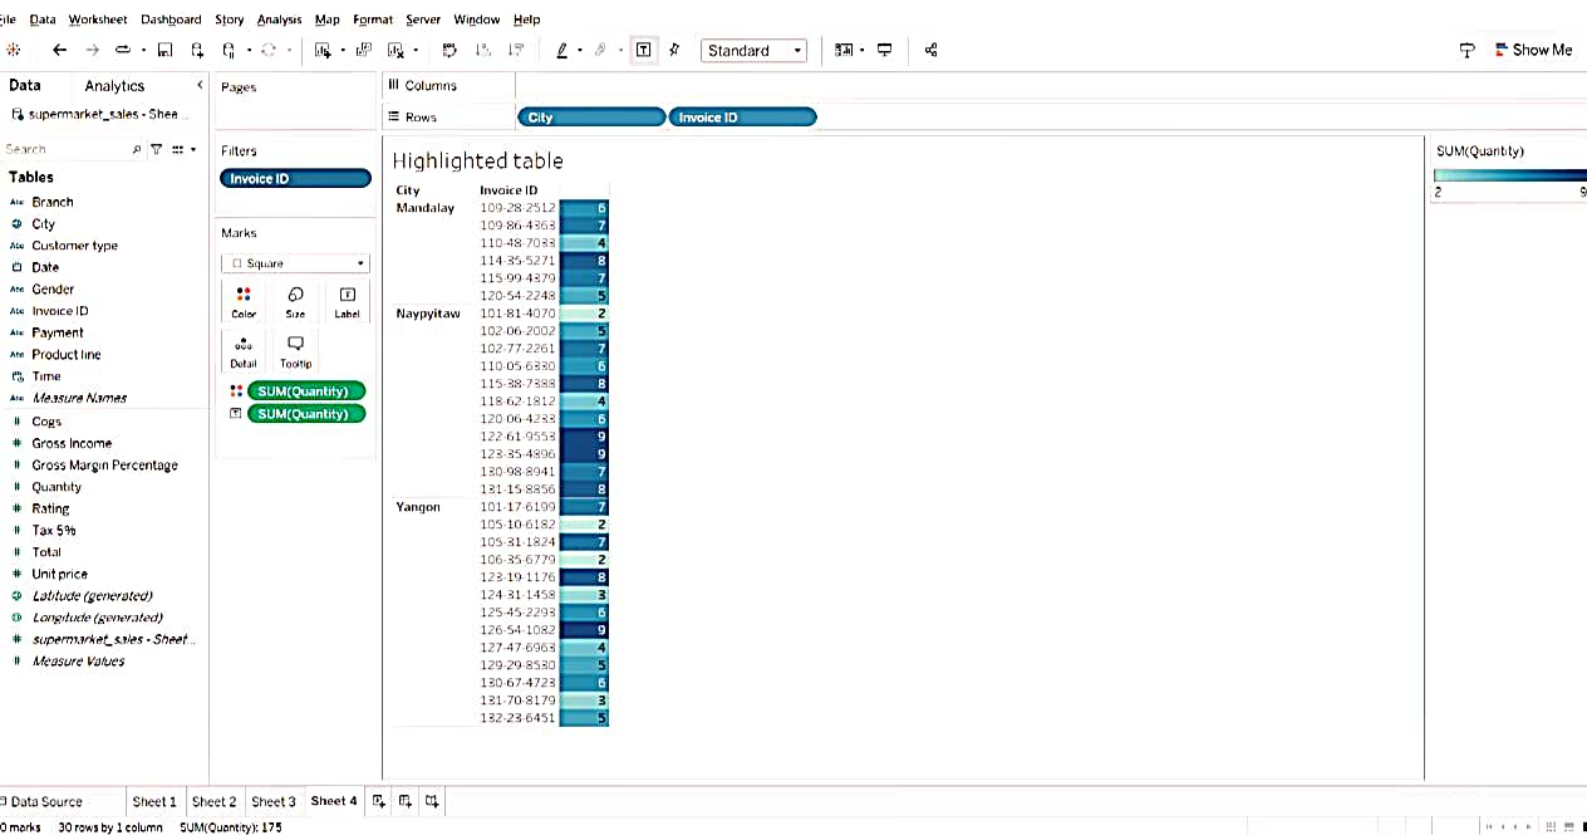 File Data Worksheet Dashboard Story Analysis Map Format Server Window Help
Standard
Show Me
Data Analytics
Pages
Columns
supermarket_sales - Shee...
Rows City Invoice ID
Search
Filters
Invoice ID
Tables
Abc Branch
City
Abc Customer type
Date
Abc Gender
Abc Invoice ID
Abc Payment
Abc Product line
Time
Abc Measure Names
# Cogs
# Gross Income
# Gross Margin Percentage
# Quantity
# Rating
# Tax 5%
# Total
# Unit price
Latitude (generated)
Longitude (generated)
# supermarket_sales - Sheet...
# Measure Values
Marks
Square
Color Size Label
Detail Tooltip
SUM(Quantity)
SUM(Quantity)
Highlighted table
City Invoice ID
Mandalay 109-28-2512 6
109-86-4363 7
110-48-7033 4
114-35-5271 8
115-99-4379 7
120-54-2248 5
Naypyitaw 101-81-4070 2
102-06-2002 5
102-77-2261 7
110-05-6330 6
115-38-7388 8
118-62-1812 4
120-06-4233 6
122-61-9553 9
123-35-4896 9
130-98-8941 7
131-15-8856 8
Yangon 101-17-6199 7
105-10-6182 2
105-31-1824 7
106-35-6779 2
123-19-1176 8
124-31-1458 3
125-45-2293 6
126-54-1082 9
127-47-6963 4
129-29-8530 5
130-67-4723 6
131-70-8179 3
132-23-6451 5
SUM(Quantity)
2 9
Data Source Sheet 1 Sheet 2 Sheet 3 Sheet 4
0 marks 30 rows by 1 column SUM(Quantity): 175